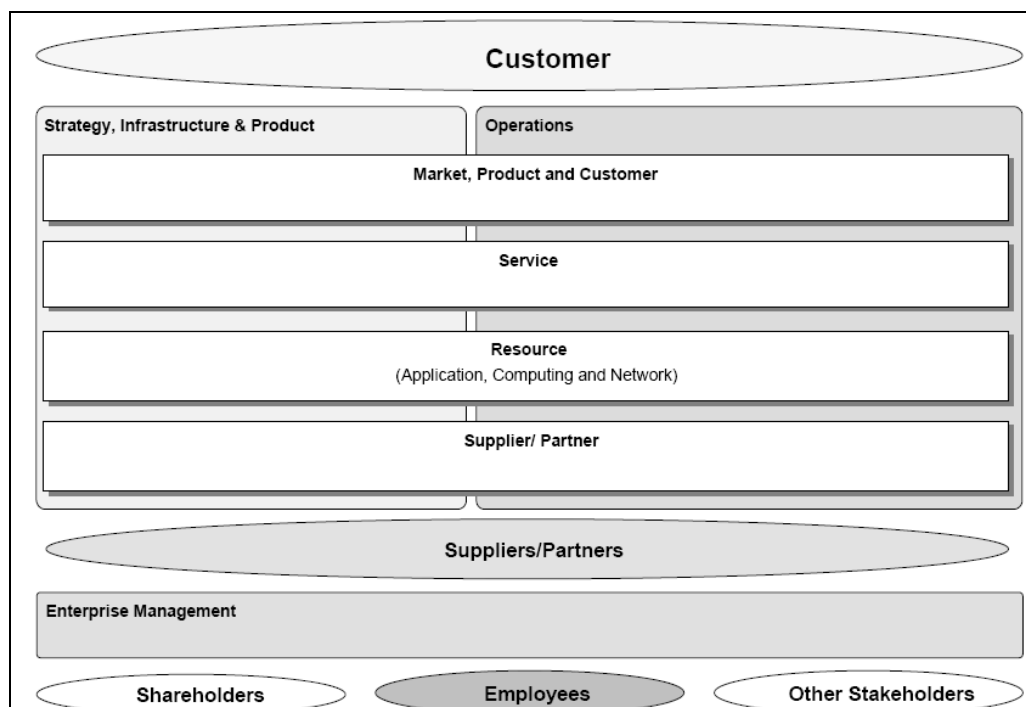 Customer
Strategy, Infrastructure & Product
Operations
Market, Product and Customer
Service
Resource
(Application, Computing and Network)
Supplier/ Partner
Suppliers/Partners
Enterprise Management
Shareholders
Employees
Other Stakeholders